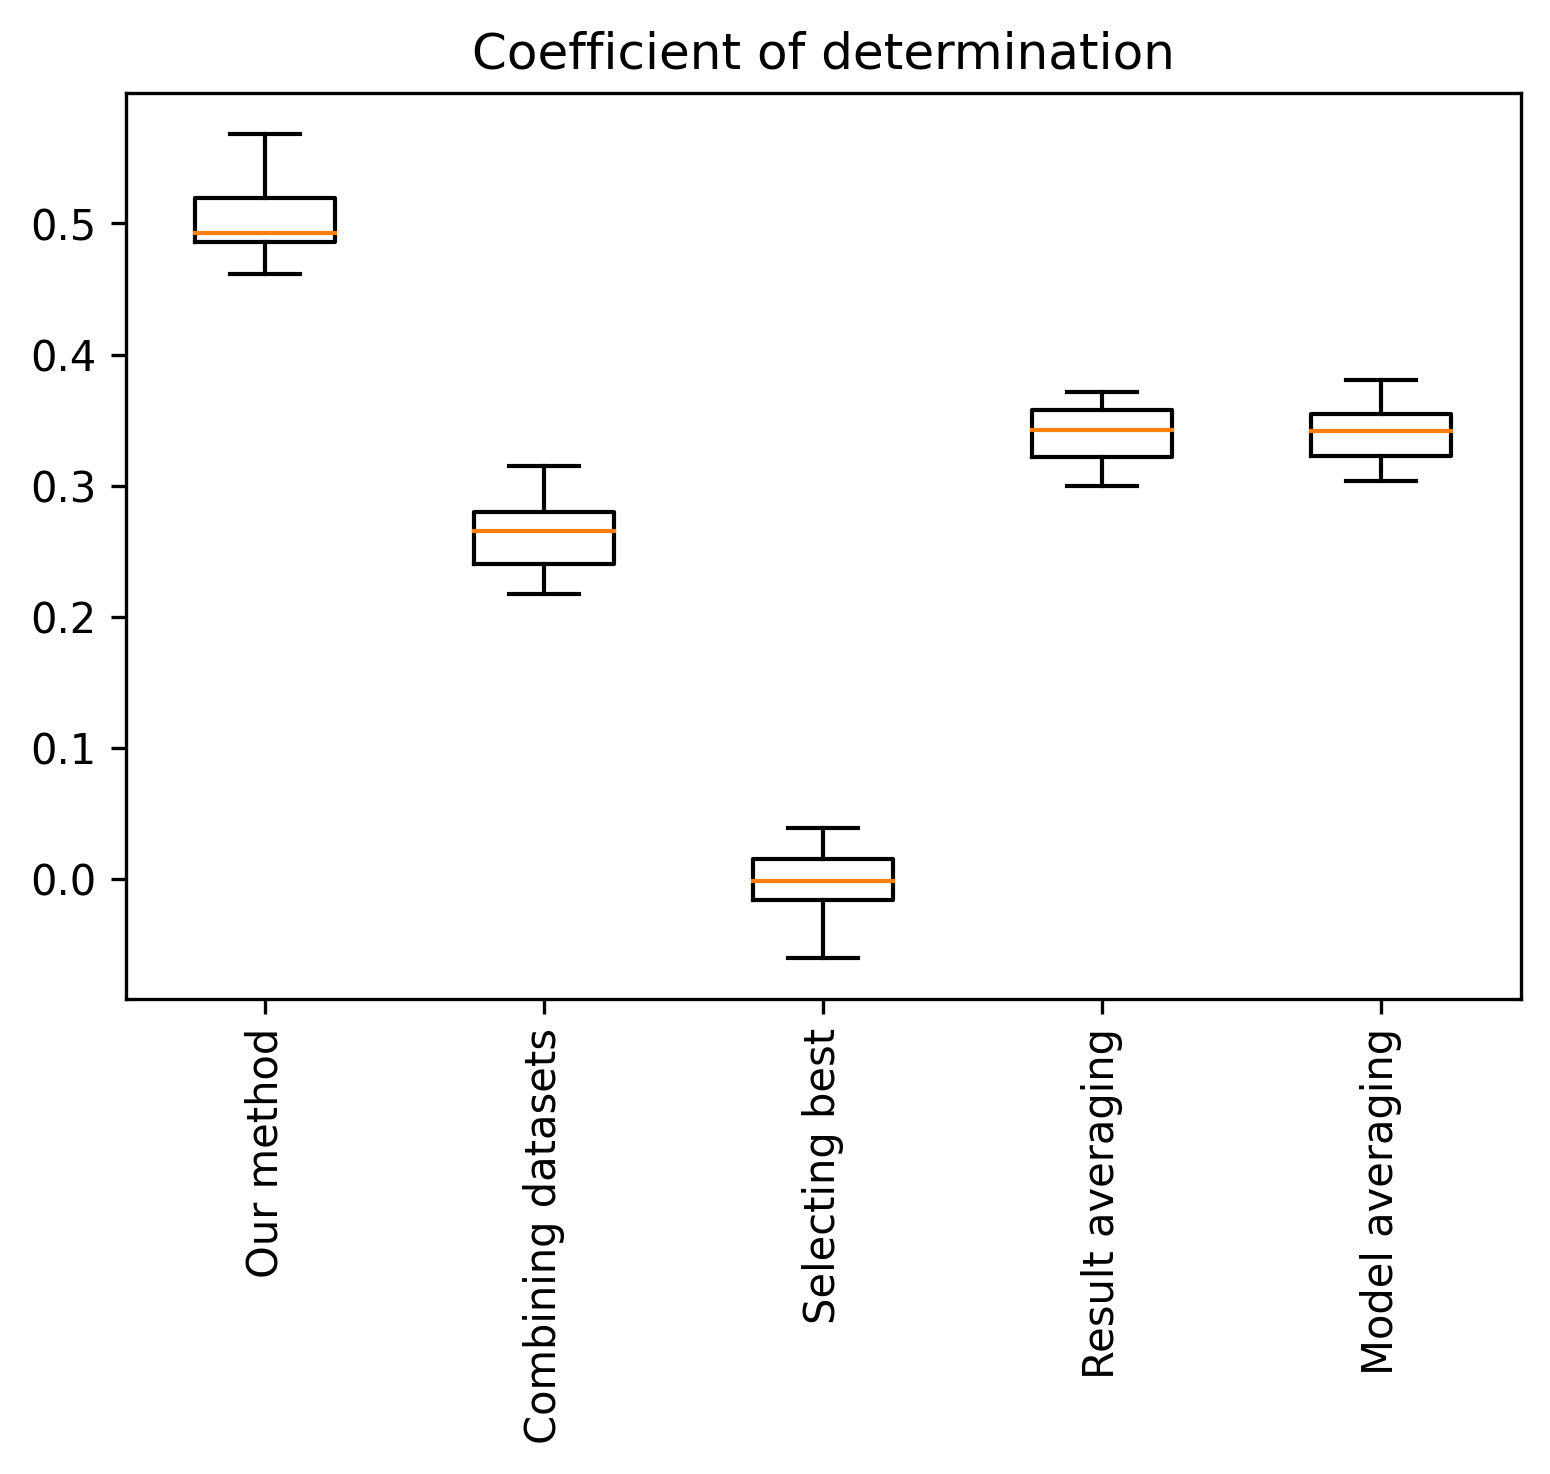 Coefficient of determination
0.5
0.4
0.3
0.2
0.1
0.0
Our method
Combining datasets
Selecting best
Result averaging
Model averaging